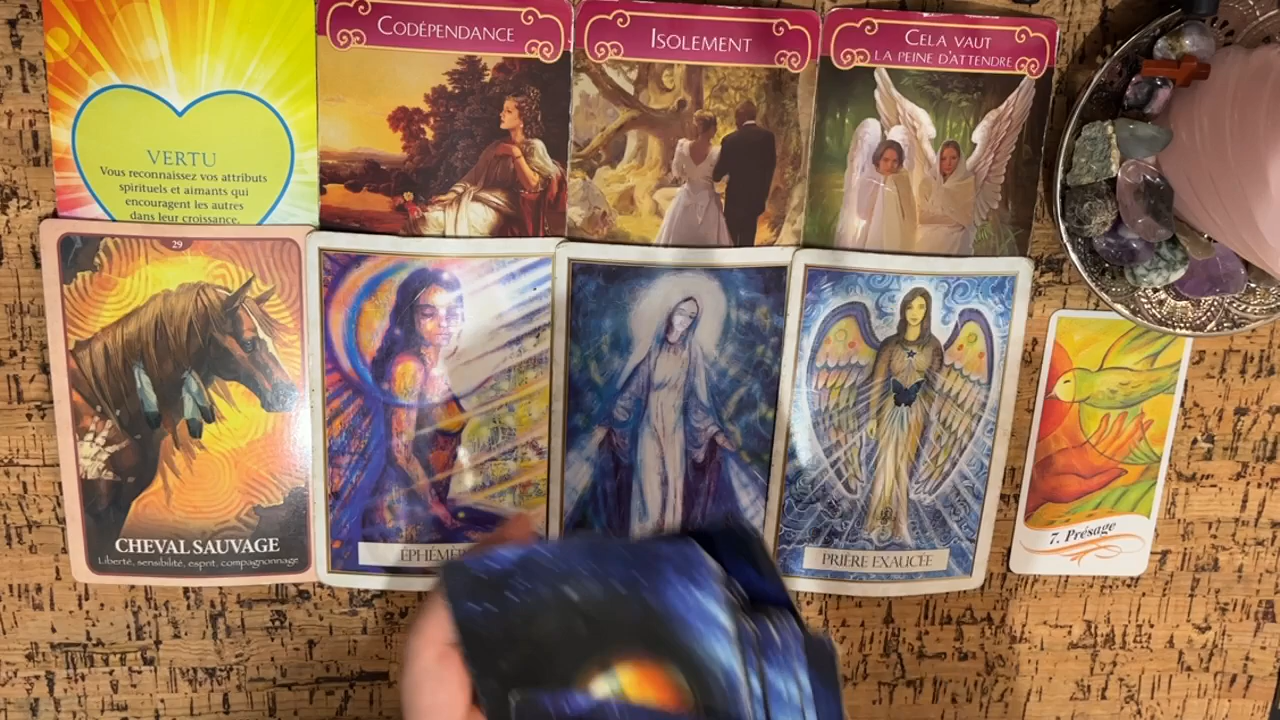 CODÉPENDANCE
ISOLEMENT
CELA VAUT
LA PEINE D'ATTENDRE
VERTU
Vous reconnaissez vos attributs
spirituels et aimants qui
encouragent les autres
dans leur croissance.
29
CHEVAL SAUVAGE
Liberté, sensibilité, esprit, compagnonnage
PRIÈRE EXAUCÉE
7. Présage